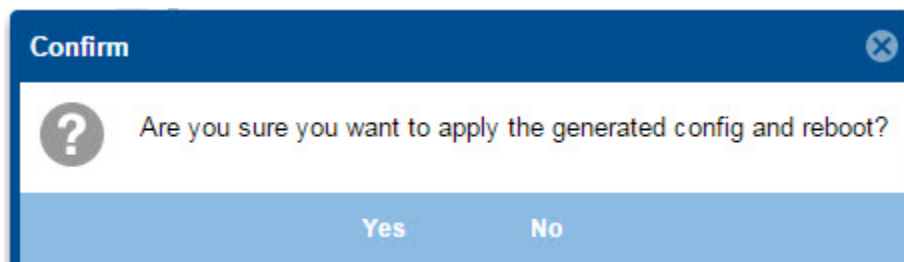 Confirm
Are you sure you want to apply the generated config and reboot?
Yes No